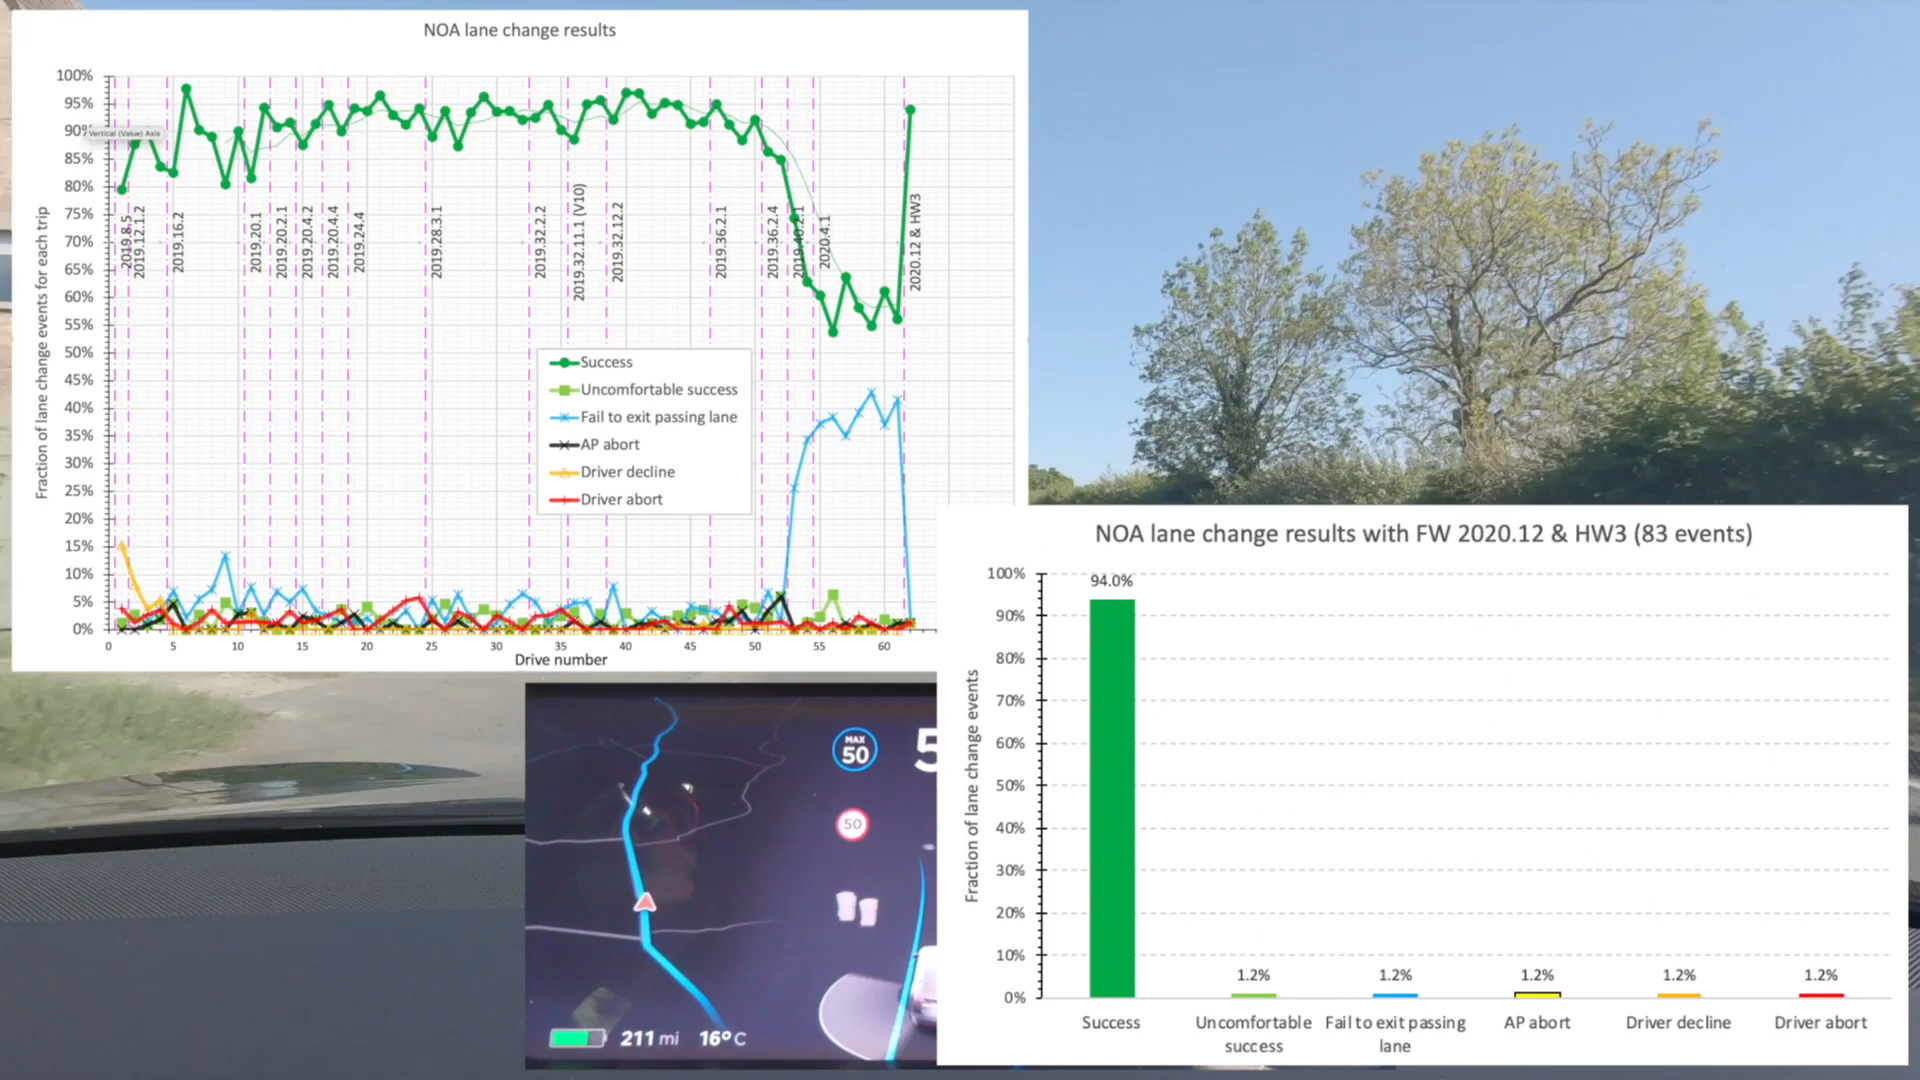 NOA lane change results
Fraction of lane change events for each trip
100%
95%
90%
85%
80%
75%
70%
65%
60%
55%
50%
45%
40%
35%
30%
25%
20%
15%
10%
5%
0%
Vertical (Value) Axis
2019.8.5
2019.12.1.2
2019.16.2
2019.20.1
2019.20.2.1
2019.20.4.2
2019.20.4.4
2019.24.4
2019.28.3.1
2019.32.2.2
2019.32.11.1 (V10)
2019.32.12.2
2019.36.2.1
2019.36.2.4
2019.40.2.1
2020.4.1
2020.12 & HW3
Success
Uncomfortable success
Fail to exit passing lane
AP abort
Driver decline
Driver abort
0 5 10 15 20 25 30 35 40 45 50 55 60
Drive number
MAX
50
5
50
211 mi 16°C
NOA lane change results with FW 2020.12 & HW3 (83 events)
Fraction of lane change events
100%
90%
80%
70%
60%
50%
40%
30%
20%
10%
0%
94.0%
1.2% 1.2% 1.2% 1.2% 1.2%
Success Uncomfortable success Fail to exit passing lane AP abort Driver decline Driver abort